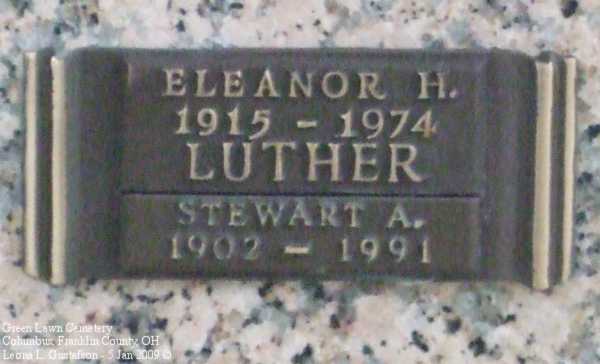 ELEANOR H.
1915 – 1974
LUTHER
STEWART A.
1902 – 1991
Green Lawn Cemetery
Columbus, Franklin County, OH
Leona L. Gustafson - 5 Jan 2009 ©